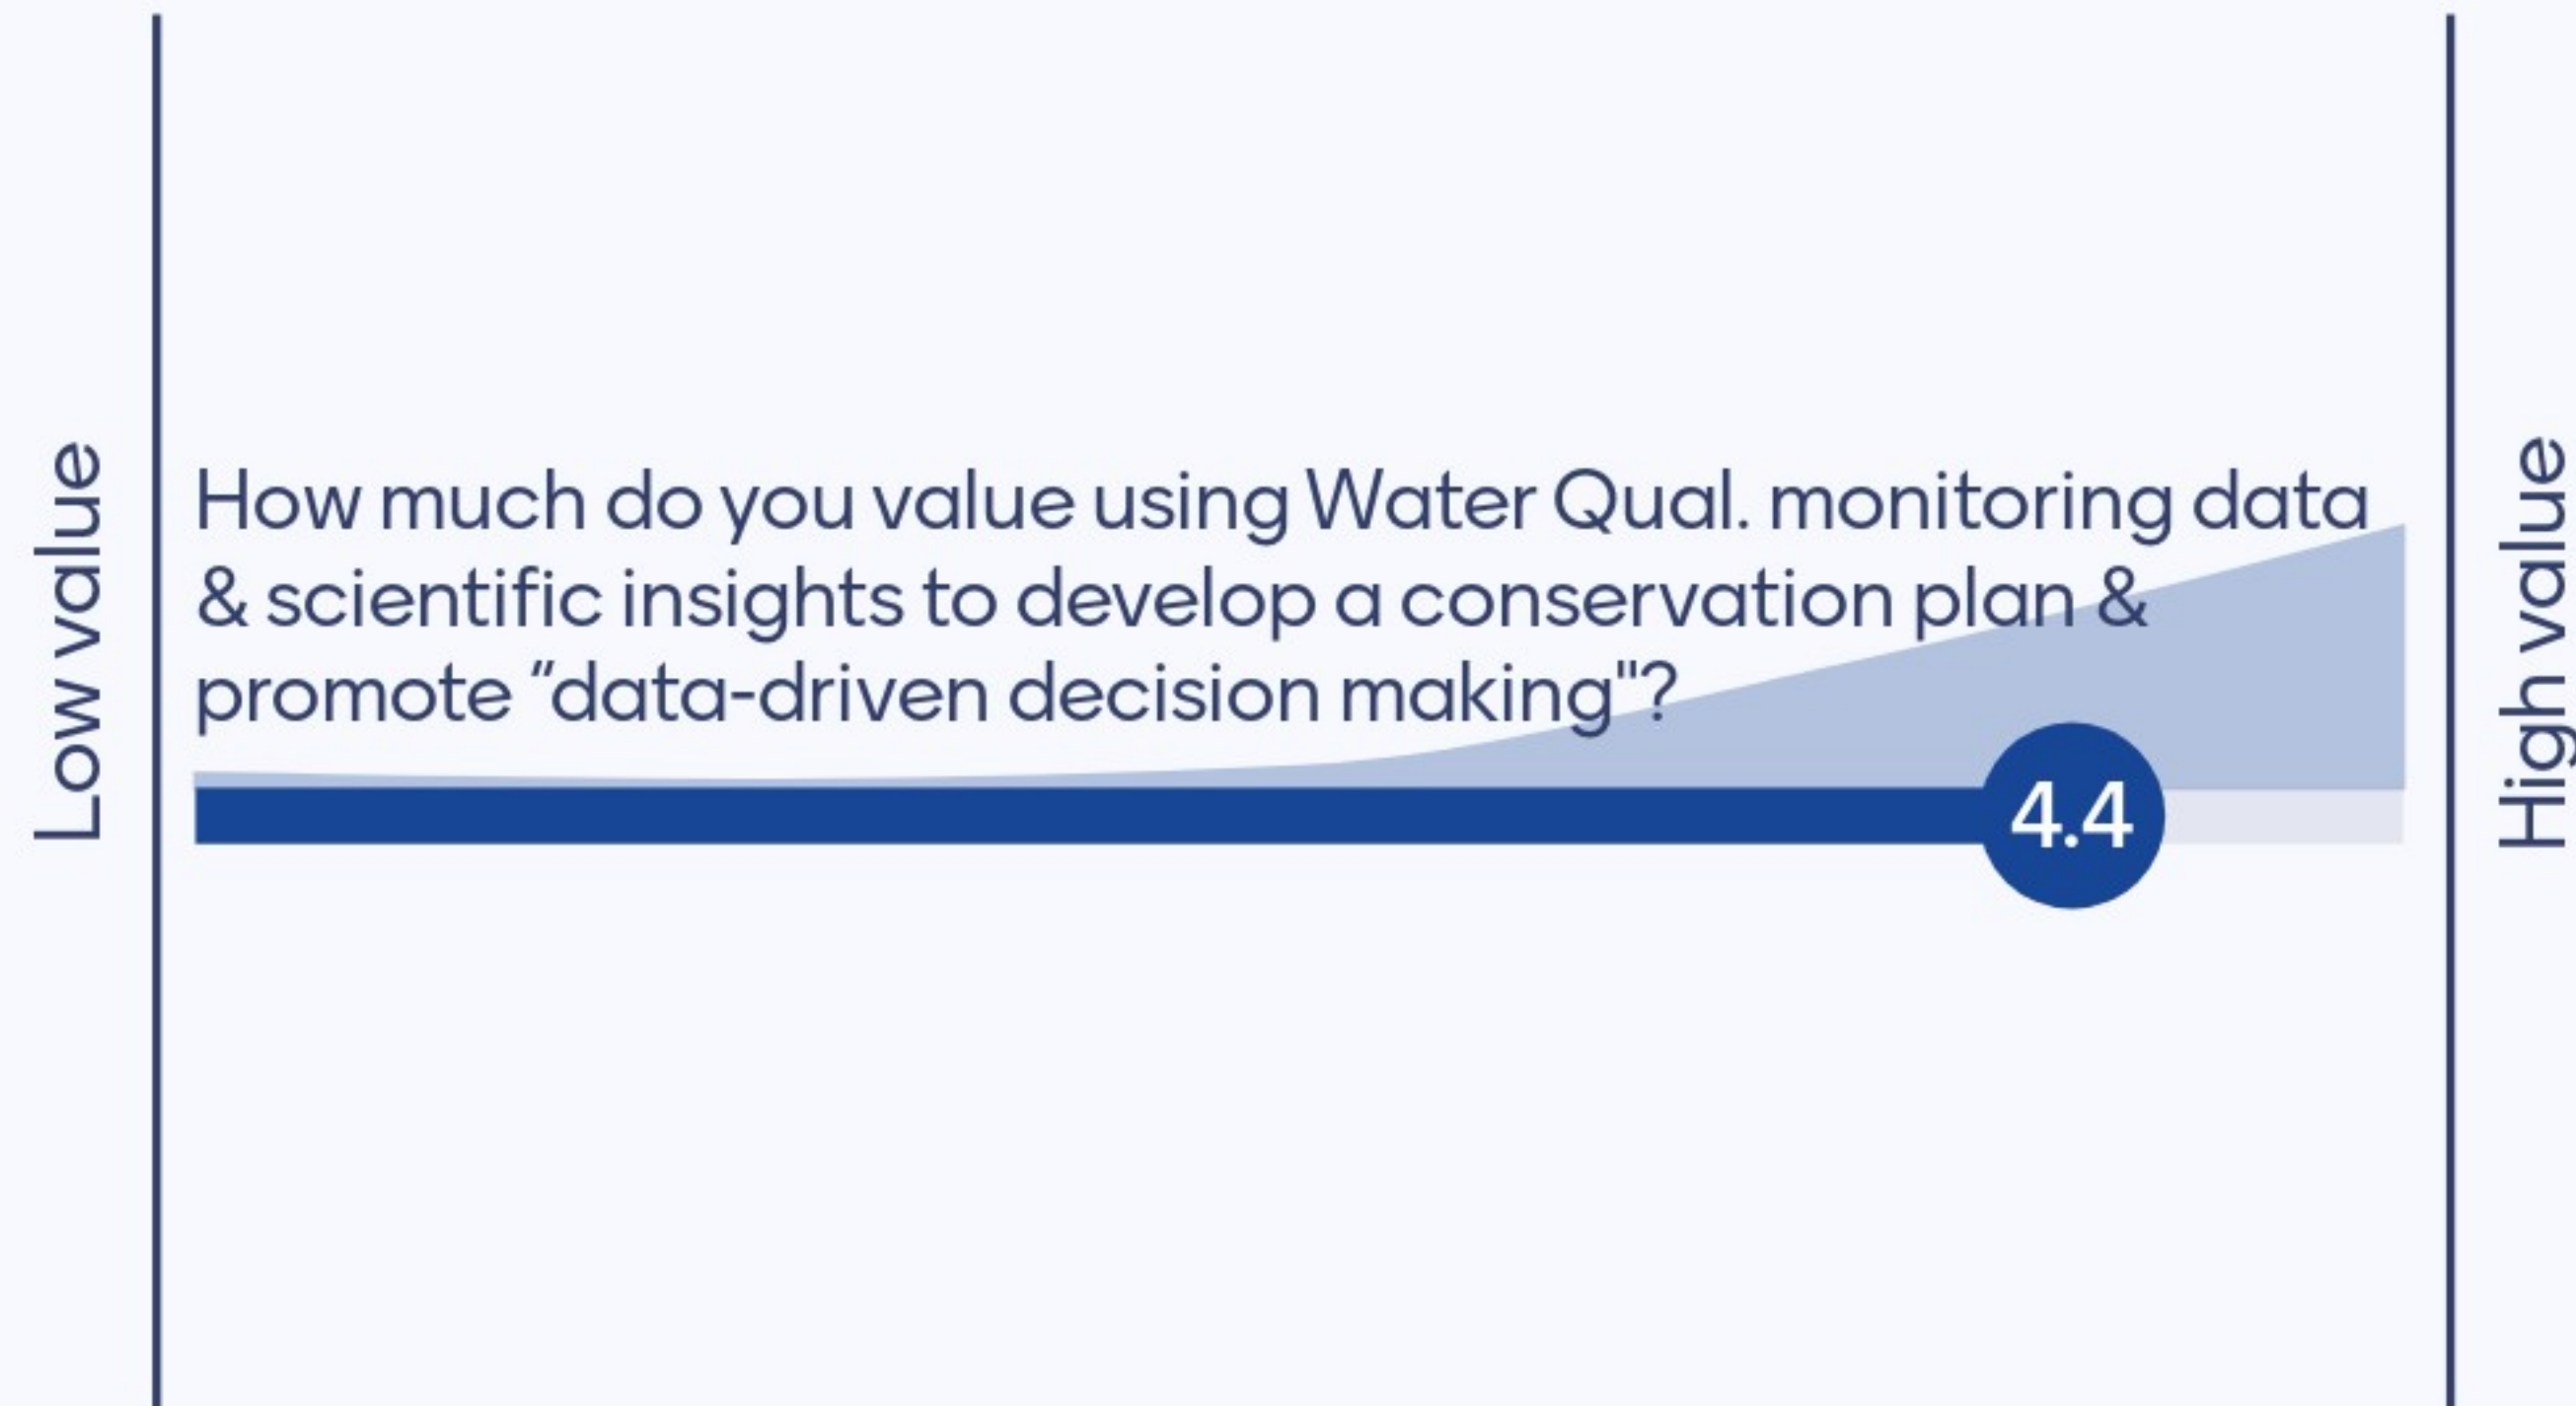 Low value
How much do you value using Water Qual. monitoring data
& scientific insights to develop a conservation plan &
promote “data-driven decision making"?
4.4
High value